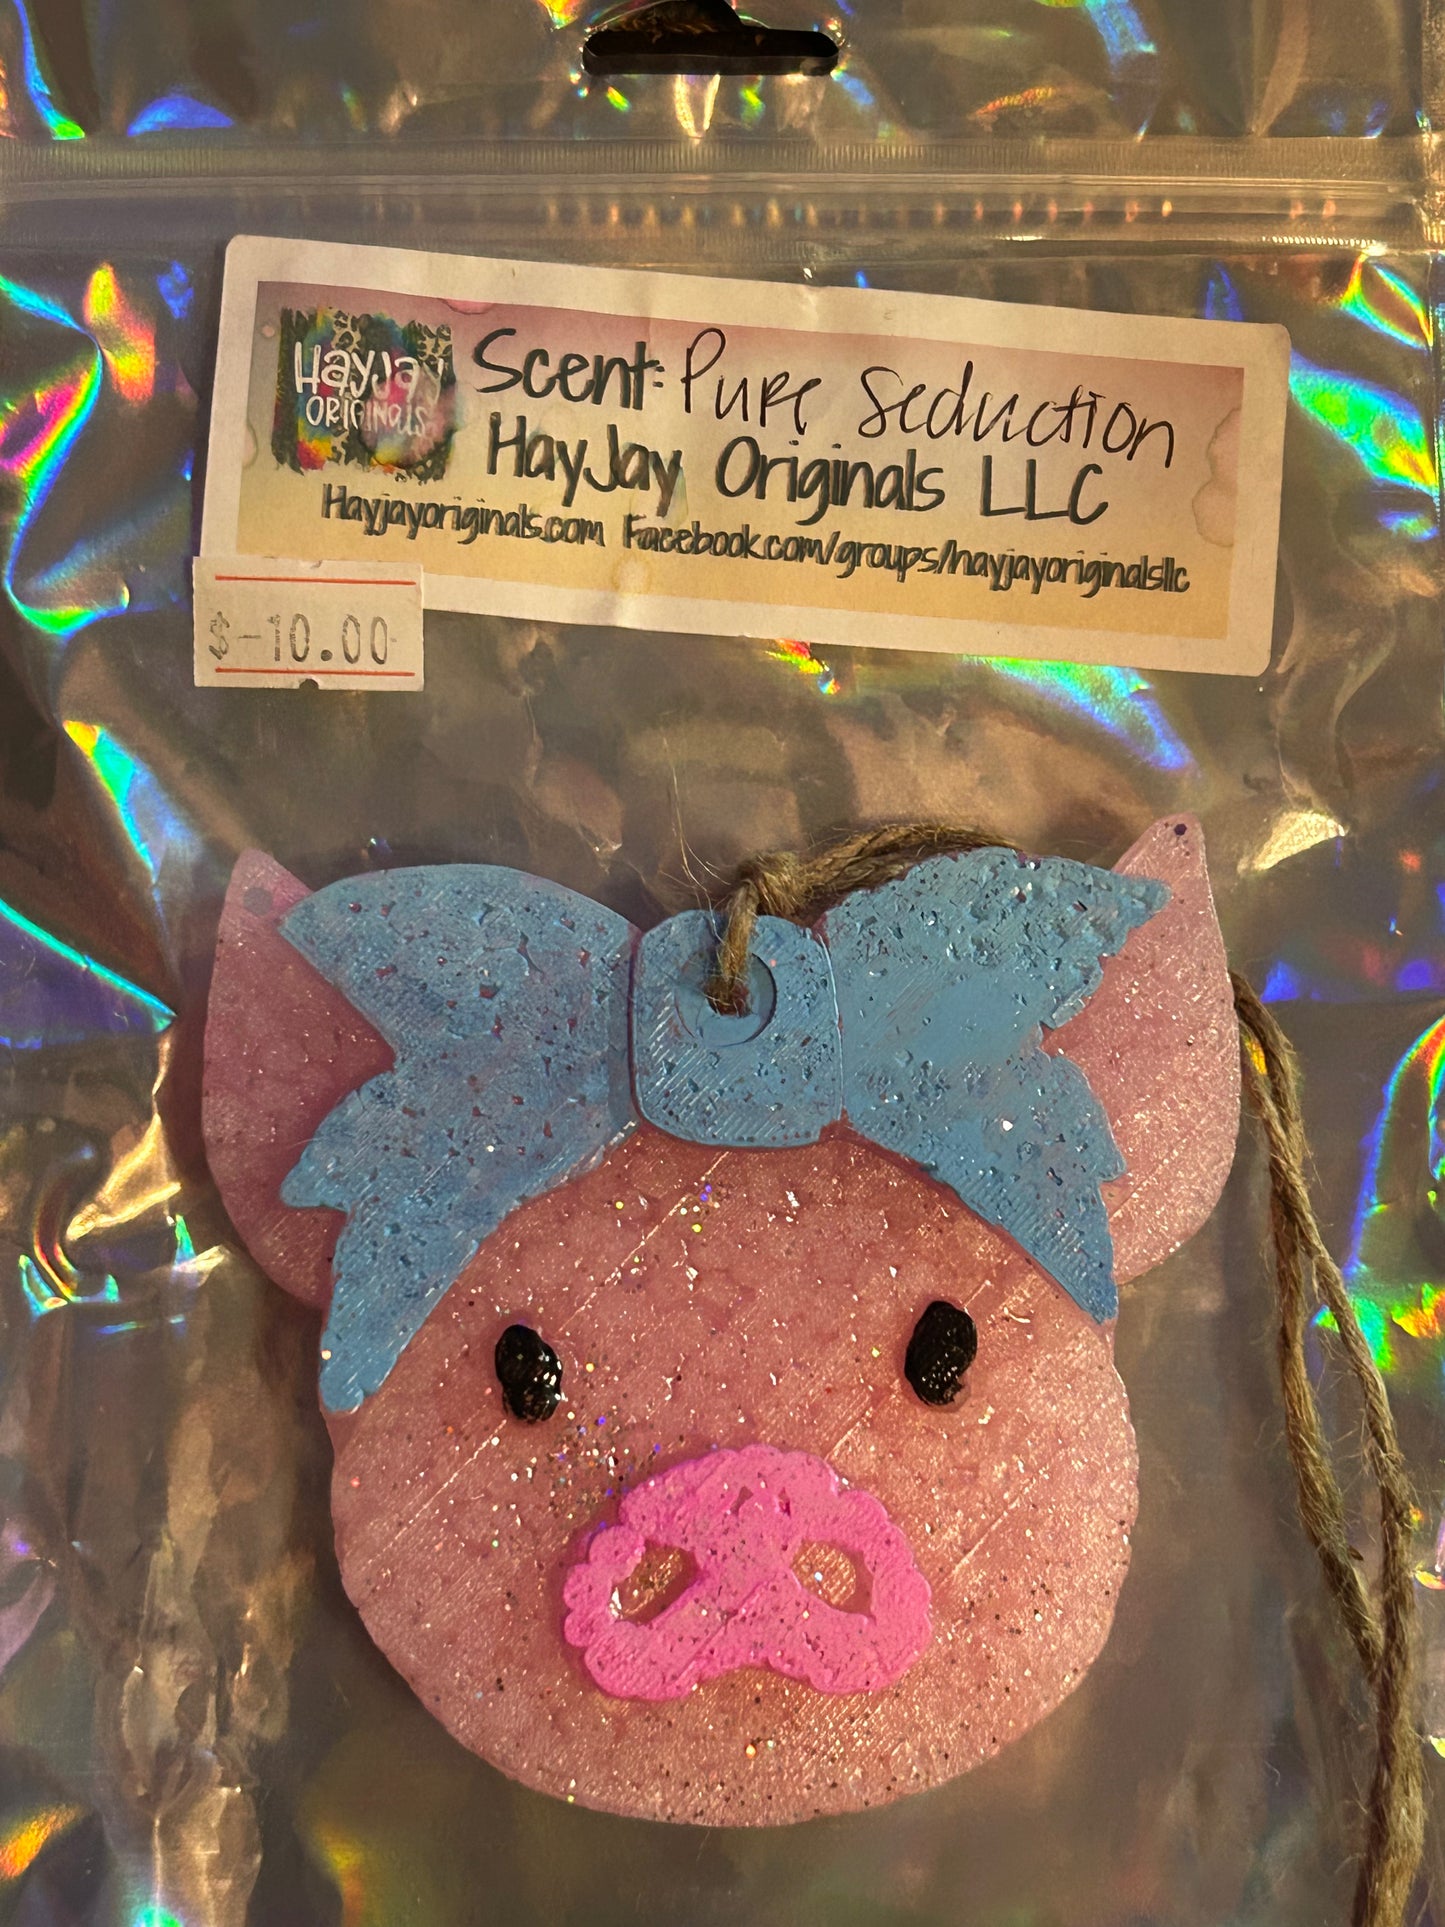 HayJay
ORIGINALS
Scent: Pure Seduction
HayJay Originals LLC
Hayjayoriginals.com Facebook.com/groups/hayjayoriginalsllc
$-10.00